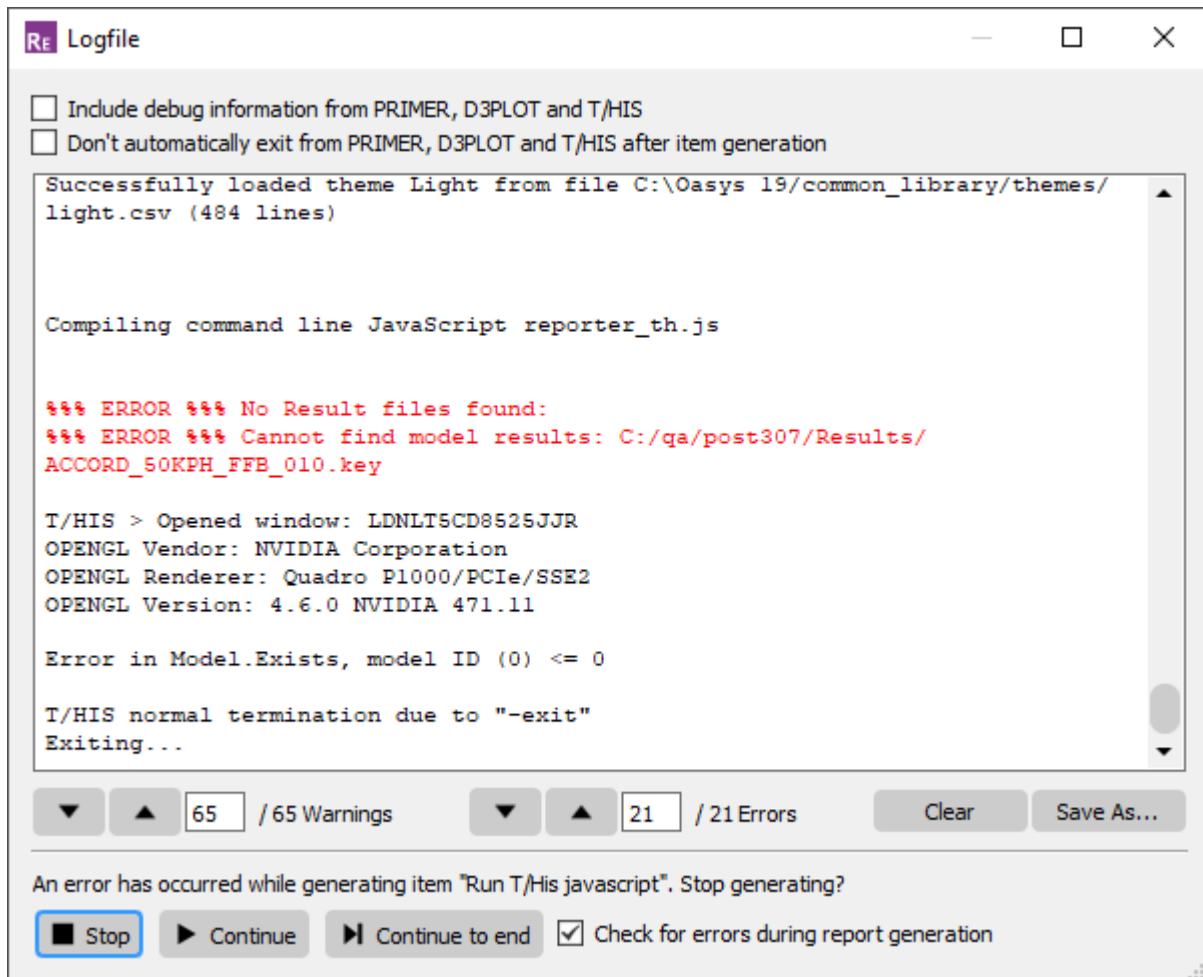 RE Logfile
Include debug information from PRIMER, D3PLOT and T/HIS
Don't automatically exit from PRIMER, D3PLOT and T/HIS after item generation
Successfully loaded theme Light from file C:\Oasys 19/common_library/themes/
light.csv (484 lines)
Compiling command line JavaScript reporter_th.js
%%% ERROR %%% No Result files found:
%%% ERROR %%% Cannot find model results: C:/qa/post307/Results/
ACCORD_50KPH_FFB_010.key
T/HIS > Opened window: LDNLT5CD8525JJR
OPENGL Vendor: NVIDIA Corporation
OPENGL Renderer: Quadro P1000/PCIe/SSE2
OPENGL Version: 4.6.0 NVIDIA 471.11
Error in Model.Exists, model ID (0) <= 0
T/HIS normal termination due to "-exit"
Exiting...
65 / 65 Warnings 21 / 21 Errors Clear Save As...
An error has occurred while generating item "Run T/His javascript". Stop generating?
Stop Continue Continue to end Check for errors during report generation